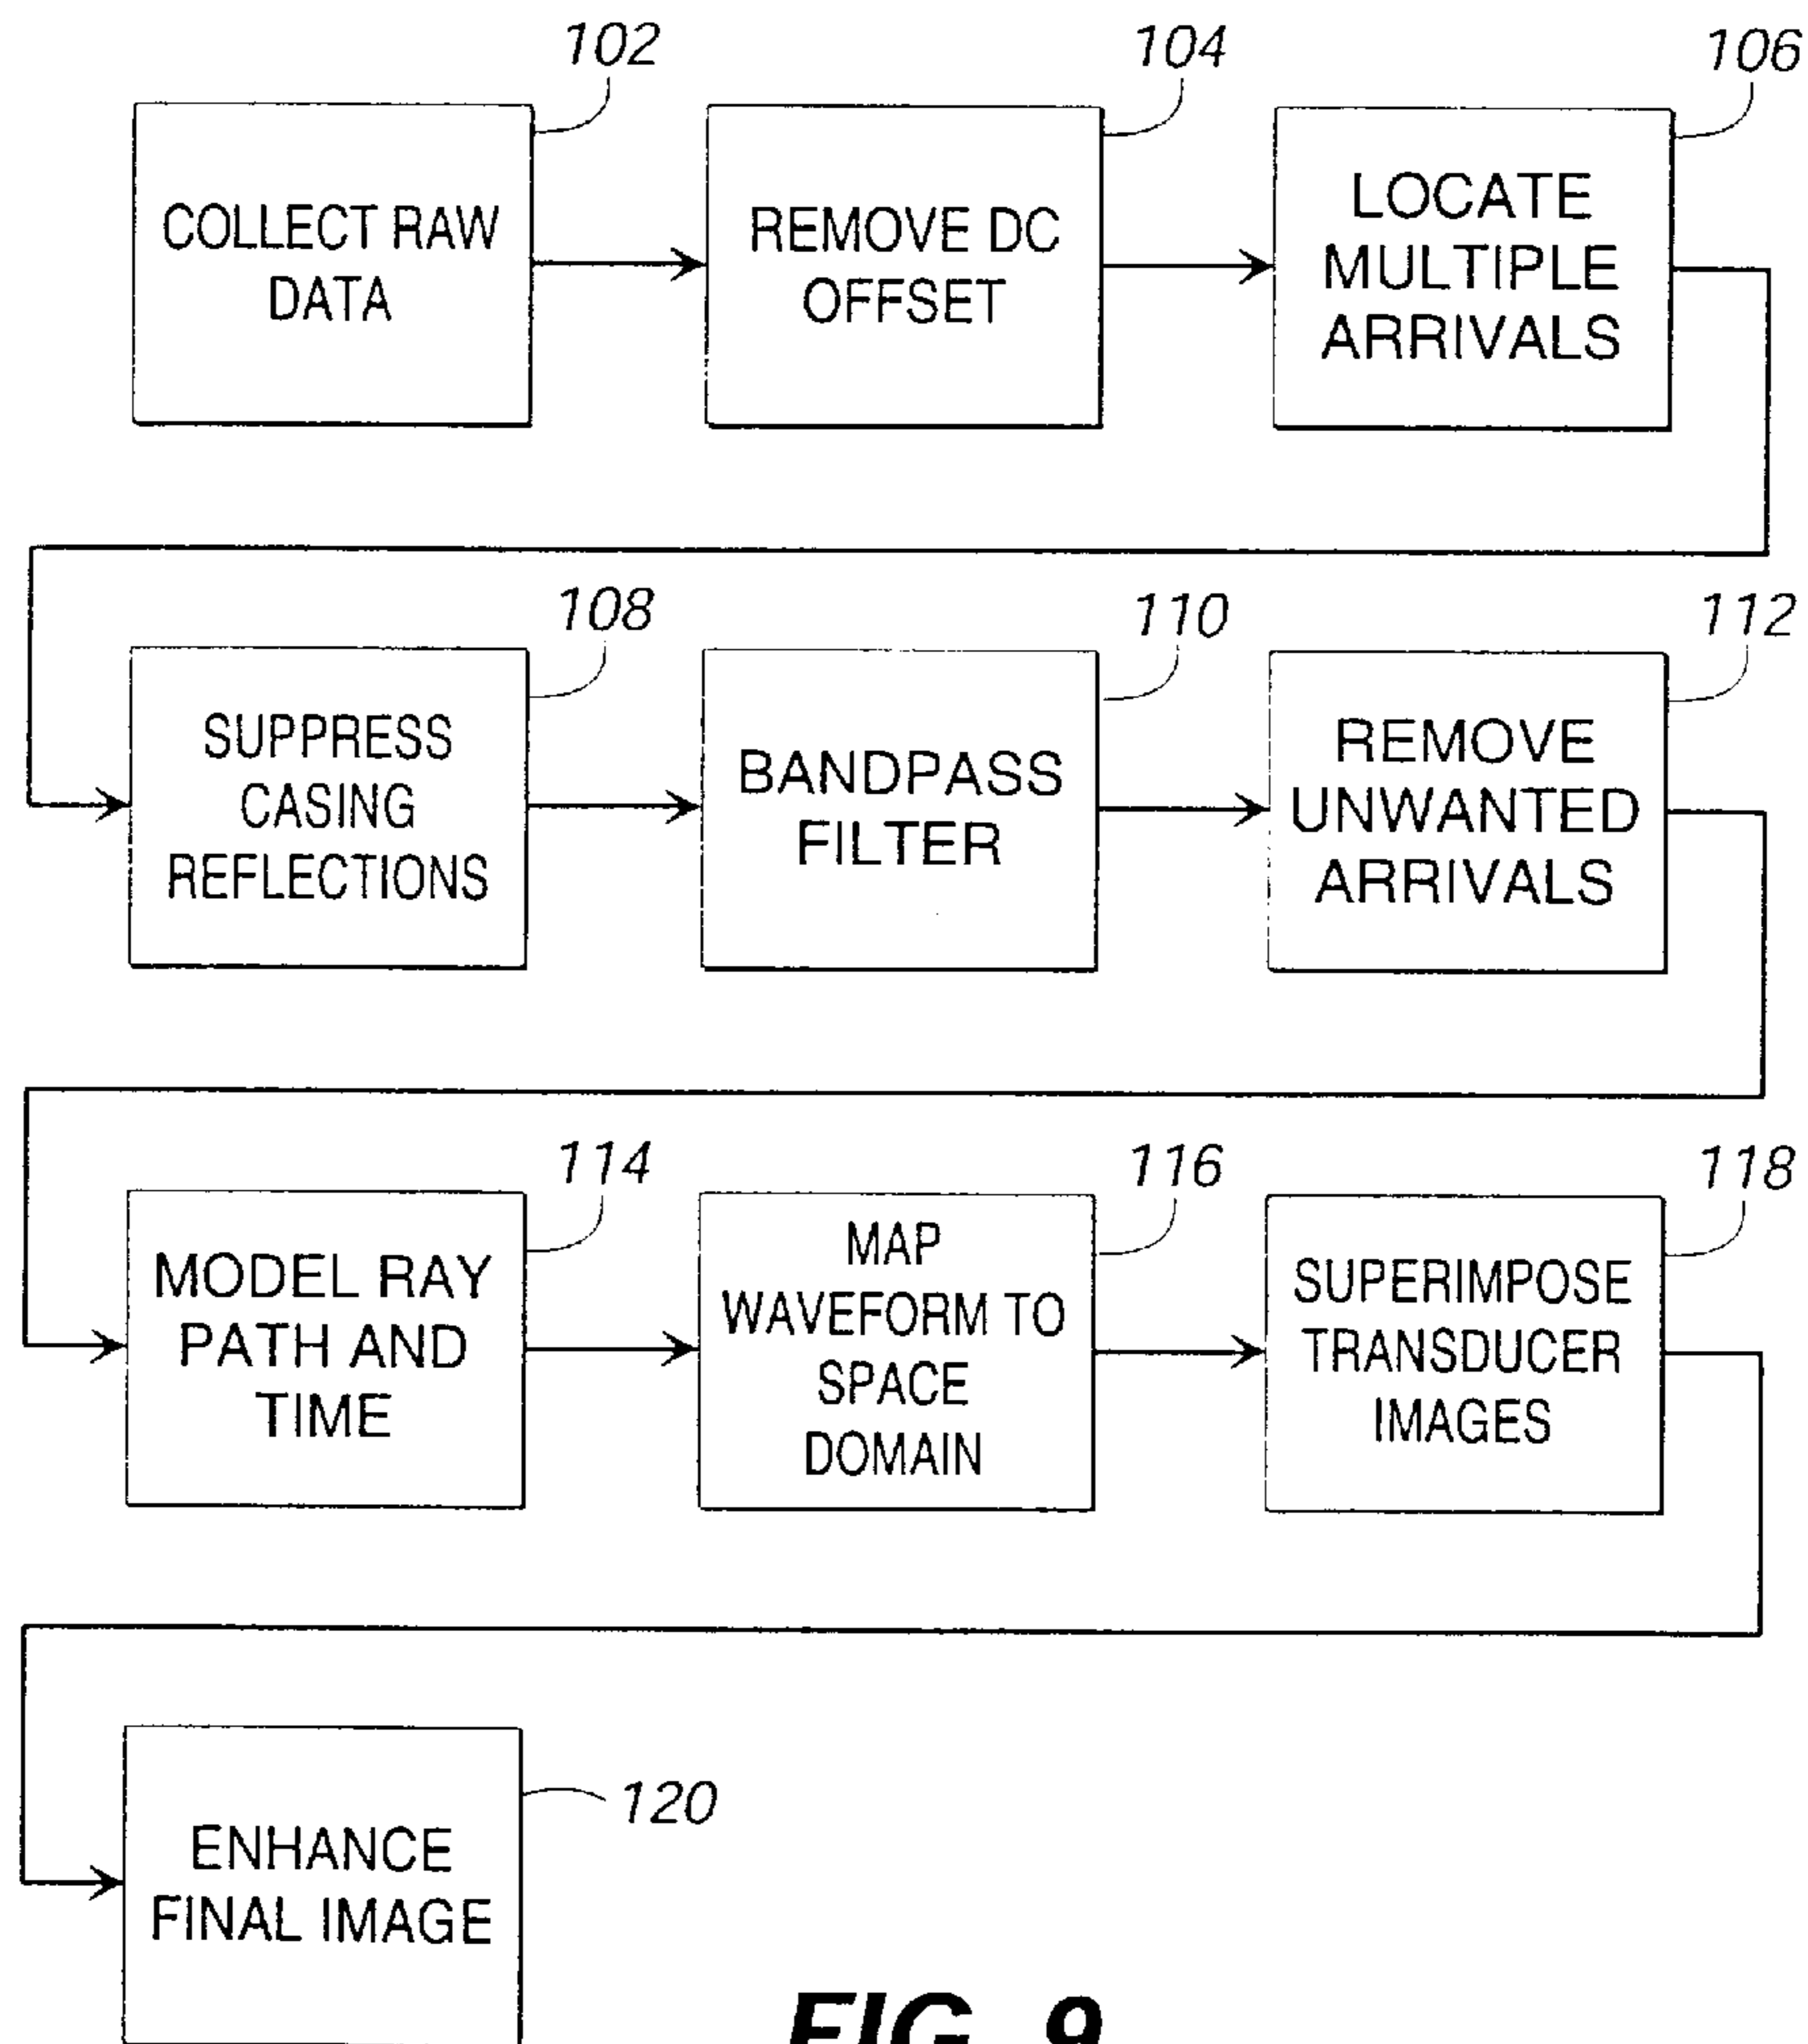 102
COLLECT RAW
DATA
104
REMOVE DC
OFFSET
106
LOCATE
MULTIPLE
ARRIVALS
108
SUPPRESS
CASING
REFLECTIONS
110
BANDPASS
FILTER
112
REMOVE
UNWANTED
ARRIVALS
114
MODEL RAY
PATH AND
TIME
116
MAP
WAVEFORM TO
SPACE
DOMAIN
118
SUPERIMPOSE
TRANSDUCER
IMAGES
120
ENHANCE
FINAL IMAGE
FIG. 9